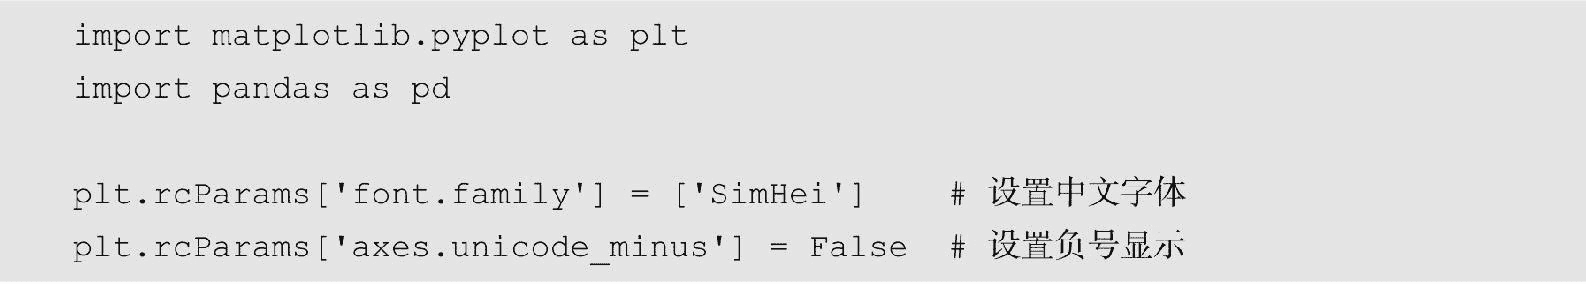 import matplotlib.pyplot as plt
import pandas as pd
plt.rcParams['font.family'] = ['SimHei'] # 设置中文字体
plt.rcParams['axes.unicode_minus'] = False # 设置负号显示